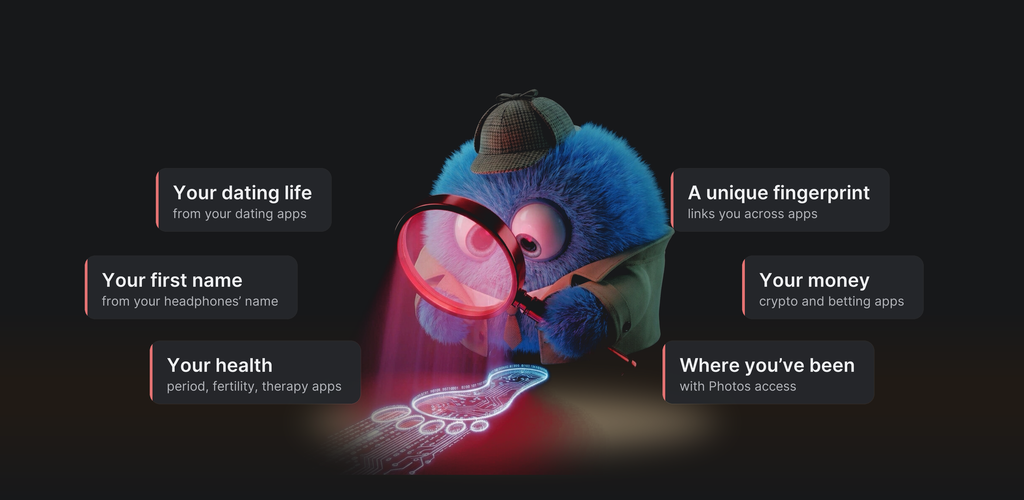 Your dating life
from your dating apps
Your first name
from your headphones’ name
Your health
period, fertility, therapy apps
A unique fingerprint
links you across apps
Your money
crypto and betting apps
Where you’ve been
with Photos access